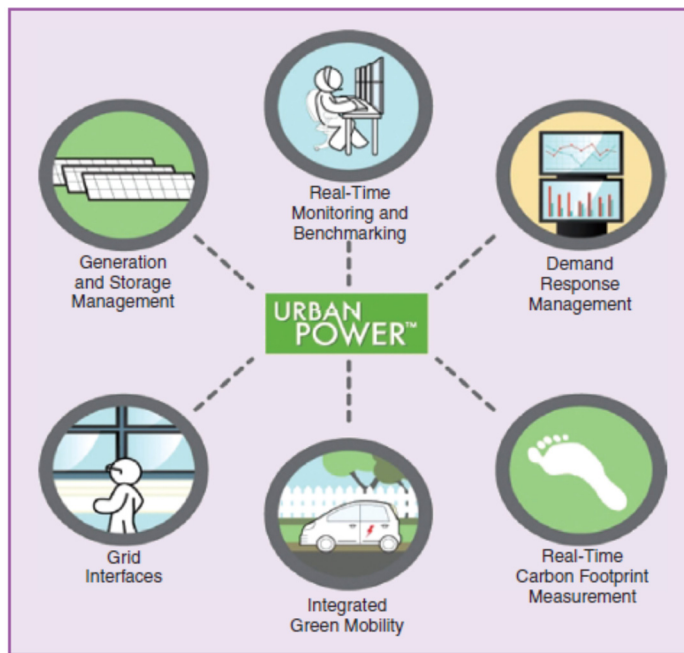 Real-Time
Monitoring and
Benchmarking
Generation
and Storage
Management
Demand
Response
Management
URBAN
POWER™
Grid
Interfaces
Integrated
Green Mobility
Real-Time
Carbon Footprint
Measurement